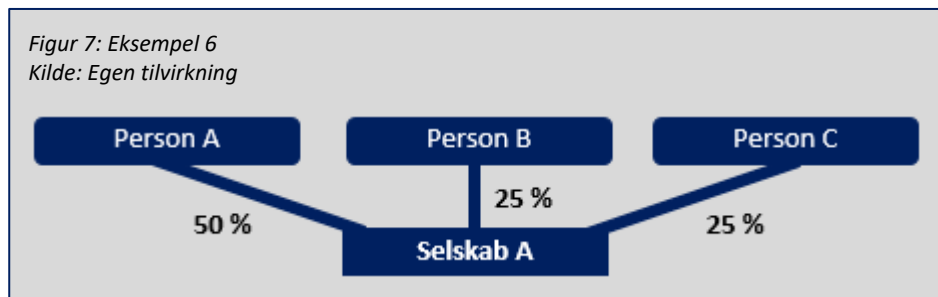 Figur 7: Eksempel 6
Kilde: Egen tilvirkning
Person A
Person B
Person C
50 %
25 %
25 %
Selskab A